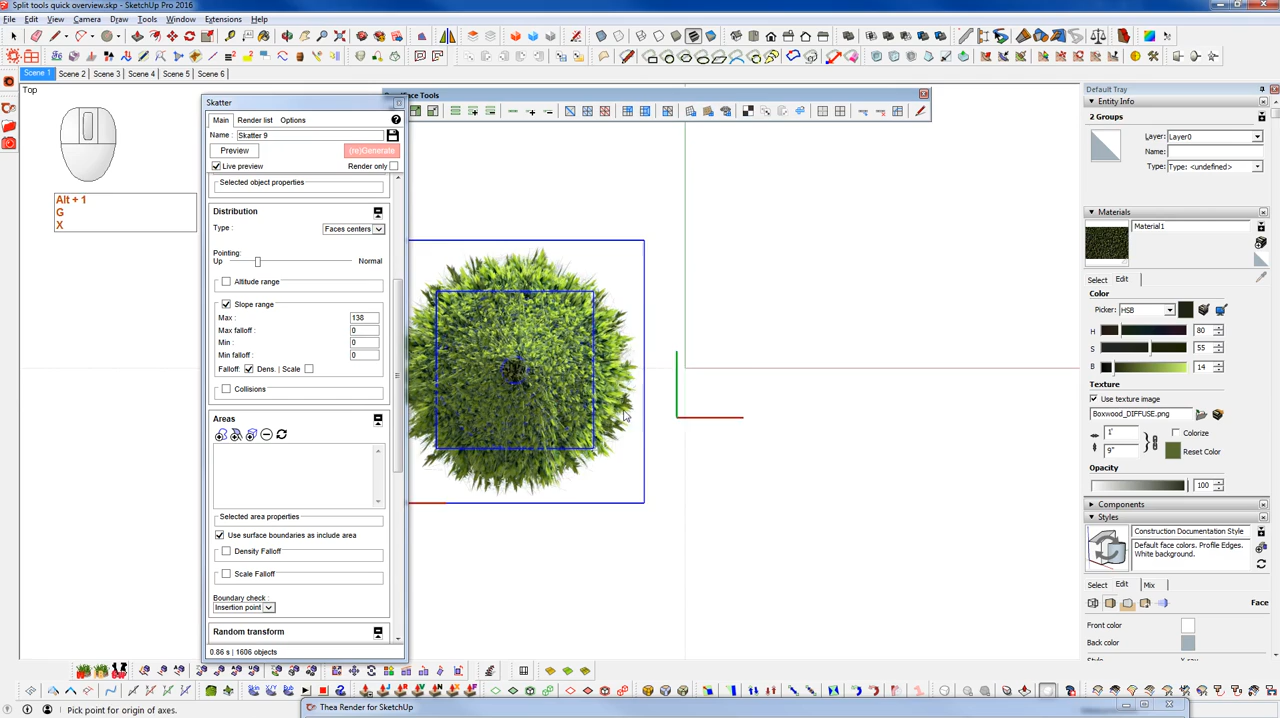 Split tools quick overview.skp - SketchUp Pro 2016
File Edit View Camera Draw Tools Window Extensions Help
Scene 1 Scene 2 Scene 3 Scene 4 Scene 5 Scene 6
Top
Alt + 1
G
X
Skatter
Main Render list Options
Name : Skatter 9
Preview (re)Generate
Live preview Render only
Selected object properties
Distribution
Type : Faces centers
Pointing:
Up Normal
Altitude range
Slope range
Max : 138
Max falloff : 0
Min : 0
Min falloff : 0
Falloff: Dens. | Scale
Collisions
Areas
Selected area properties
Use surface boundaries as include area
Density Falloff
Scale Falloff
Boundary check :
Insertion point
Random transform
0.86 s | 1606 objects
Face Tools
Default Tray
Entity Info
2 Groups
Layer: Layer0
Name:
Type: Type: <undefined>
Materials
Material1
Select Edit
Color
Picker: HSB
H 80
S 55
B 14
Texture
Use texture image
Boxwood_DIFFUSE.png
1' Colorize
9" Reset Color
Opacity
100
Components
Styles
Construction Documentation Style
Default face colors. Profile Edges.
White background.
Select Edit Mix
Face
Front color
Back color
Thea Render for SketchUp
Pick point for origin of axes.